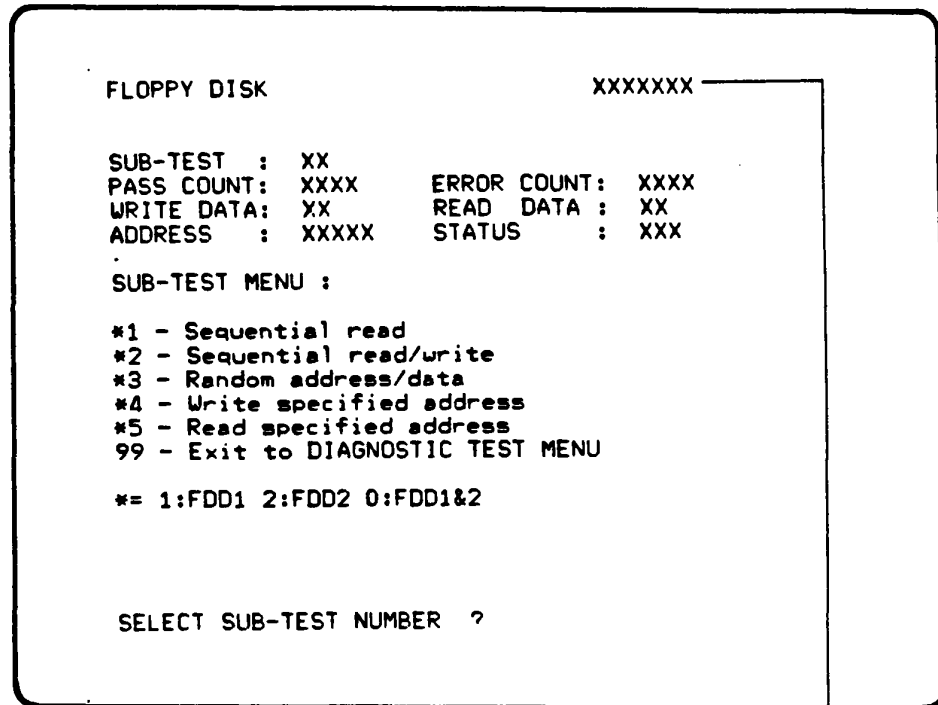 FLOPPY DISK XXXXXXX
SUB-TEST : XX
PASS COUNT: XXXX ERROR COUNT: XXXX
WRITE DATA: XX READ DATA : XX
ADDRESS : XXXXX STATUS : XXX
SUB-TEST MENU :
*1 - Sequential read
*2 - Sequential read/write
*3 - Random address/data
*4 - Write specified address
*5 - Read specified address
99 - Exit to DIAGNOSTIC TEST MENU
*= 1:FDD1 2:FDD2 0:FDD1&2
SELECT SUB-TEST NUMBER ?